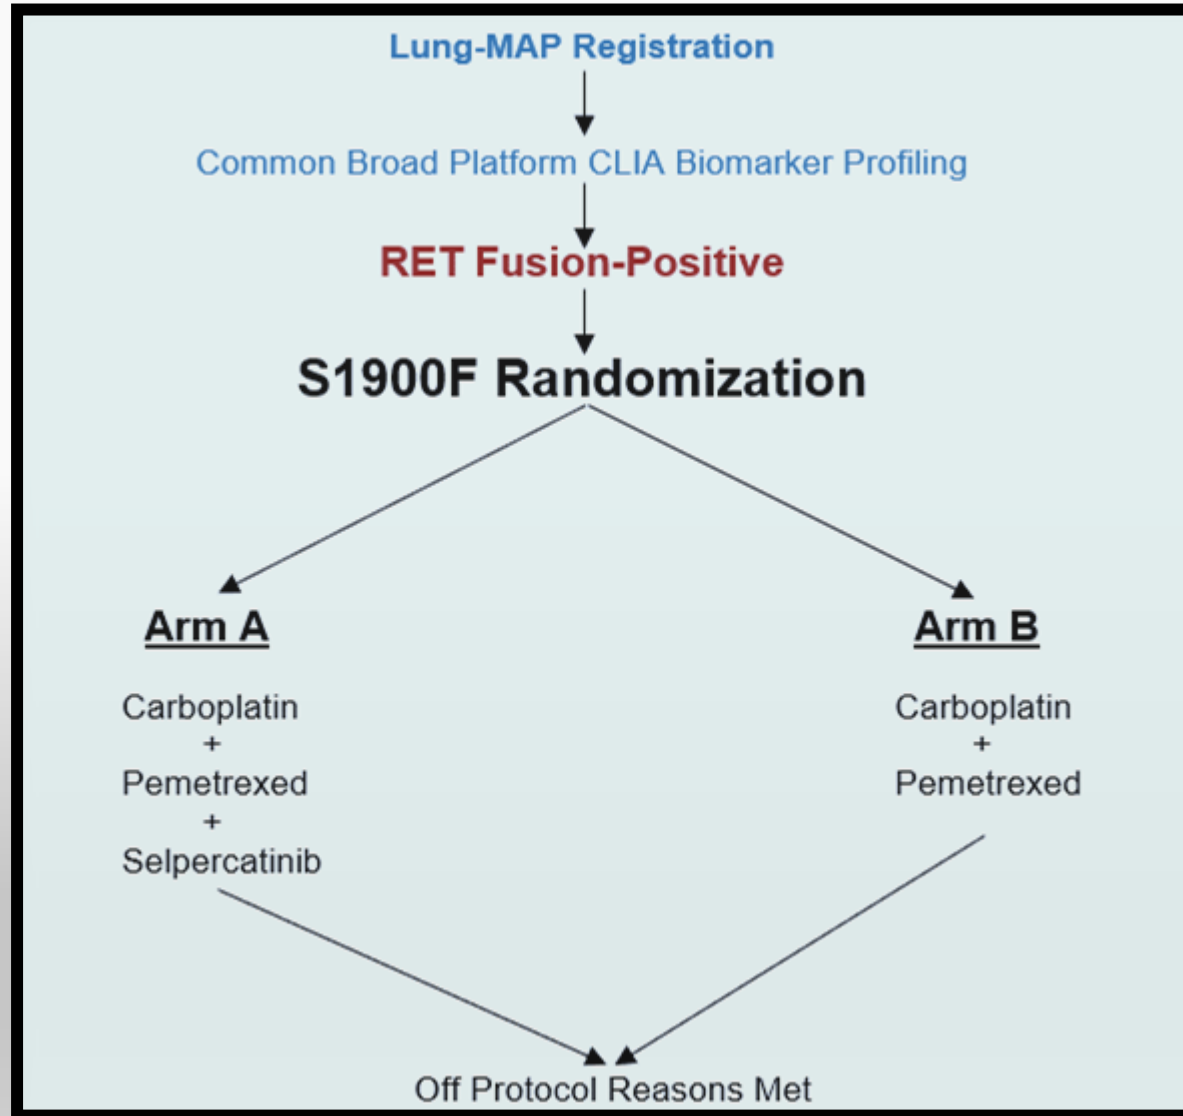 Lung-MAP Registration
Common Broad Platform CLIA Biomarker Profiling
RET Fusion-Positive
S1900F Randomization
Arm A
Carboplatin
+
Pemetrexed
+
Selpercatinib
Arm B
Carboplatin
+
Pemetrexed
Off Protocol Reasons Met